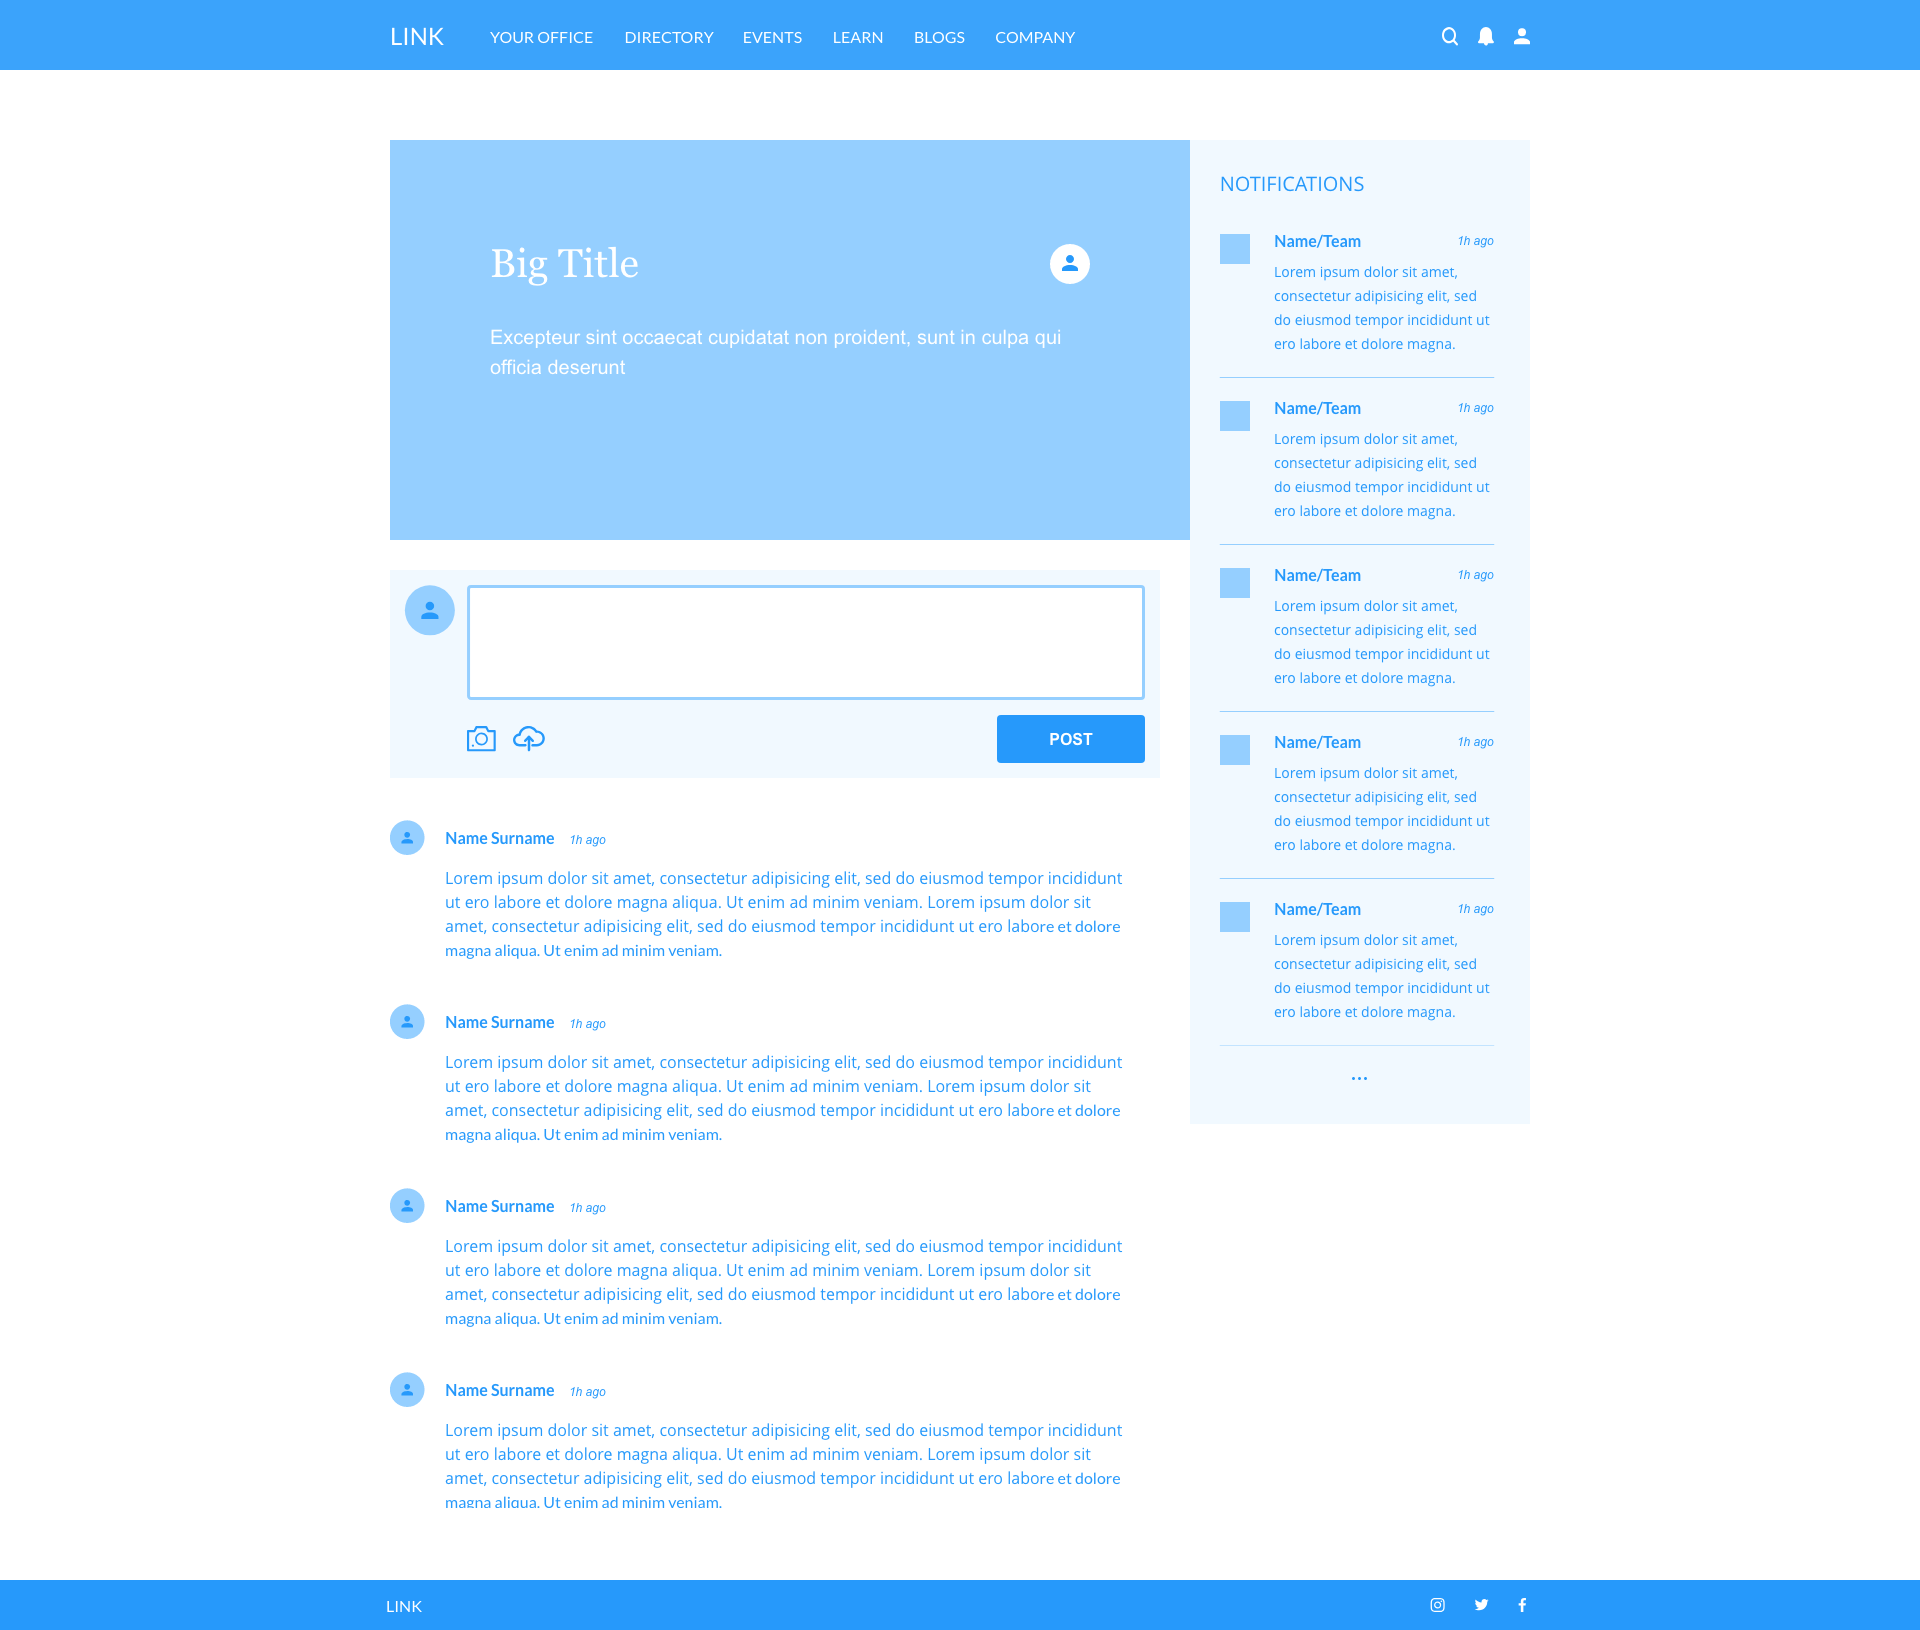 LINK
YOUR OFFICE DIRECTORY EVENTS LEARN BLOGS COMPANY
Big Title
Excepteur sint occaecat cupidatat non proident, sunt in culpa qui
officia deserunt
POST
Name Surname 1h ago
Lorem ipsum dolor sit amet, consectetur adipisicing elit, sed do eiusmod tempor incididunt
ut ero labore et dolore magna aliqua. Ut enim ad minim veniam. Lorem ipsum dolor sit
amet, consectetur adipisicing elit, sed do eiusmod tempor incididunt ut ero labore et dolore
magna aliqua. Ut enim ad minim veniam.
Name Surname 1h ago
Lorem ipsum dolor sit amet, consectetur adipisicing elit, sed do eiusmod tempor incididunt
ut ero labore et dolore magna aliqua. Ut enim ad minim veniam. Lorem ipsum dolor sit
amet, consectetur adipisicing elit, sed do eiusmod tempor incididunt ut ero labore et dolore
magna aliqua. Ut enim ad minim veniam.
Name Surname 1h ago
Lorem ipsum dolor sit amet, consectetur adipisicing elit, sed do eiusmod tempor incididunt
ut ero labore et dolore magna aliqua. Ut enim ad minim veniam. Lorem ipsum dolor sit
amet, consectetur adipisicing elit, sed do eiusmod tempor incididunt ut ero labore et dolore
magna aliqua. Ut enim ad minim veniam.
Name Surname 1h ago
Lorem ipsum dolor sit amet, consectetur adipisicing elit, sed do eiusmod tempor incididunt
ut ero labore et dolore magna aliqua. Ut enim ad minim veniam. Lorem ipsum dolor sit
amet, consectetur adipisicing elit, sed do eiusmod tempor incididunt ut ero labore et dolore
magna aliqua. Ut enim ad minim veniam.
NOTIFICATIONS
Name/Team 1h ago
Lorem ipsum dolor sit amet,
consectetur adipisicing elit, sed
do eiusmod tempor incididunt ut
ero labore et dolore magna.
Name/Team 1h ago
Lorem ipsum dolor sit amet,
consectetur adipisicing elit, sed
do eiusmod tempor incididunt ut
ero labore et dolore magna.
Name/Team 1h ago
Lorem ipsum dolor sit amet,
consectetur adipisicing elit, sed
do eiusmod tempor incididunt ut
ero labore et dolore magna.
Name/Team 1h ago
Lorem ipsum dolor sit amet,
consectetur adipisicing elit, sed
do eiusmod tempor incididunt ut
ero labore et dolore magna.
Name/Team 1h ago
Lorem ipsum dolor sit amet,
consectetur adipisicing elit, sed
do eiusmod tempor incididunt ut
ero labore et dolore magna.
...
LINK